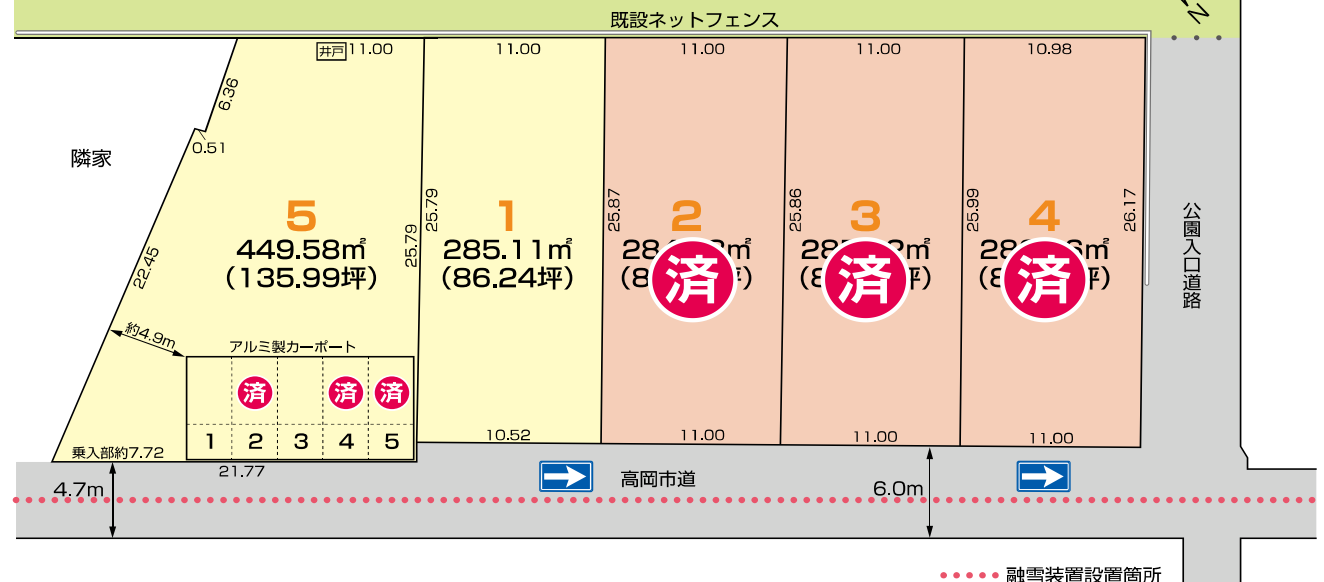 既設ネットフェンス
N
井戸 11.00
11.00
11.00
11.00
10.98
6.36
0.51
隣家
22.45
5
449.58㎡
(135.99坪)
25.79
25.79
1
285.11㎡
(86.24坪)
25.87
2
済
25.86
3
済
25.99
4
済
26.17
公園入口道路
約4.9m
アルミ製カーポート
済
済
済
1 2 3 4 5
乗入部約7.72
21.77
10.52
11.00
11.00
11.00
4.7m
高岡市道
6.0m
融雪装置設置箇所